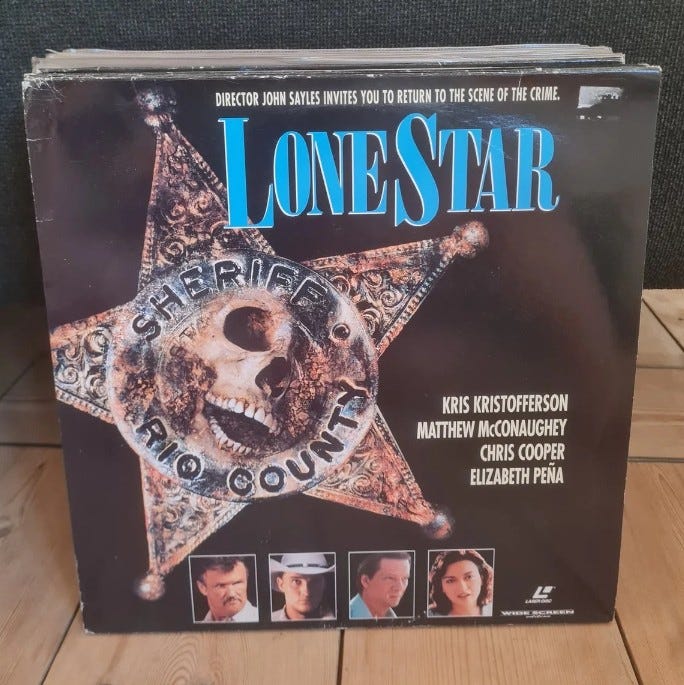 DIRECTOR JOHN SAYLES INVITES YOU TO RETURN TO THE SCENE OF THE CRIME.
LONE STAR
SHERIFF
RIO COUNTY
KRIS KRISTOFFERSON
MATTHEW McCONAUGHEY
CHRIS COOPER
ELIZABETH PEÑA
LASERDISC
WIDE SCREEN